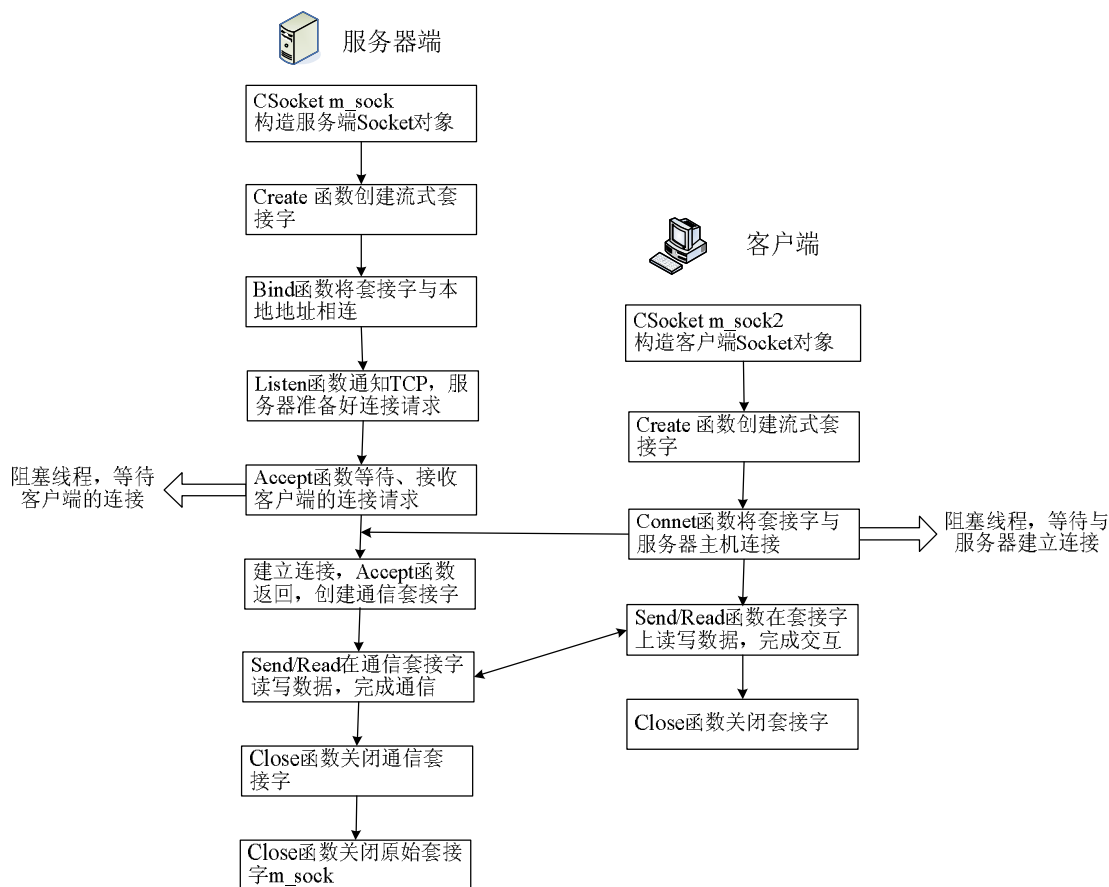 服务器端
CSocket m_sock
构造服务端Socket对象
Create 函数创建流式套
接字
Bind函数将套接字与本
地地址相连
Listen函数通知TCP，服
务器准备好连接请求
阻塞线程，等待
客户端的连接
Accept函数等待、接收
客户端的连接请求
建立连接，Accept函数
返回，创建通信套接字
Send/Read在通信套接字
读写数据，完成通信
Close函数关闭通信套
接字
Close函数关闭原始套接
字m_sock
客户端
CSocket m_sock2
构造客户端Socket对象
Create 函数创建流式套
接字
Connet函数将套接字与
服务器主机连接
阻塞线程，等待与
服务器建立连接
Send/Read函数在套接字
上读写数据，完成交互
Close函数关闭套接字